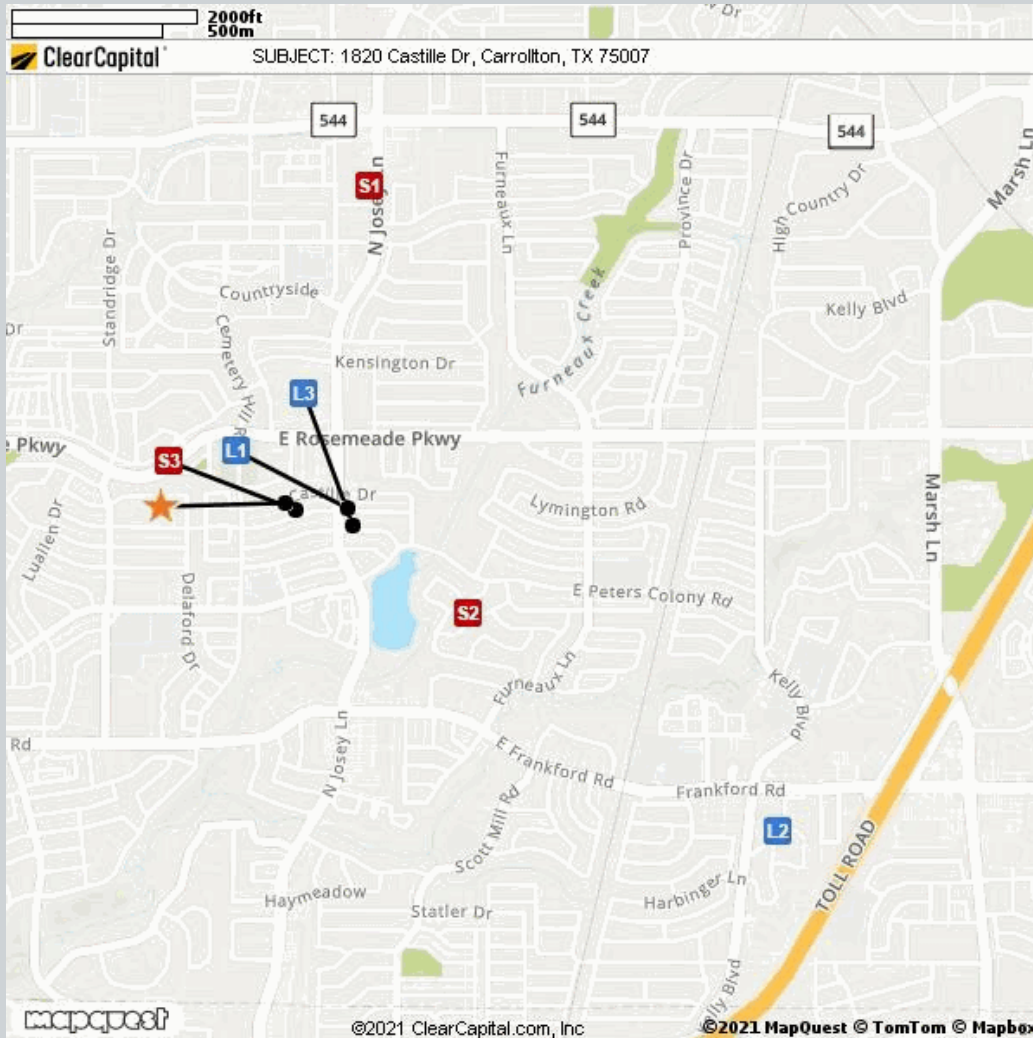 2000ft
500m
ClearCapital
SUBJECT: 1820 Castille Dr, Carrollton, TX 75007
Dr
544
544
544
S1
N Josey Ln
Furneaux Ln
Province Dr
High Country Dr
Marsh Ln
Standridge Dr
Countryside
Cemetery Hill Rd
Kelly Blvd
Dr
Furneaux Creek
Kensington Dr
L3
E Rosemeade Pkwy
e Pkwy
L1
S3
Castille Dr
Lymington Rd
Marsh Ln
Luallen Dr
Delaford Dr
E Peters Colony Rd
S2
Furneaux Ln
Kelly Blvd
Rd
N Josey Ln
E Frankford Rd
Frankford Rd
Scott Mill Rd
L2
TOLL ROAD
Haymeadow
Harbinger Ln
Statler Dr
Kelly Blvd
mapquest
©2021 ClearCapital.com, Inc
©2021 MapQuest © TomTom © Mapbox